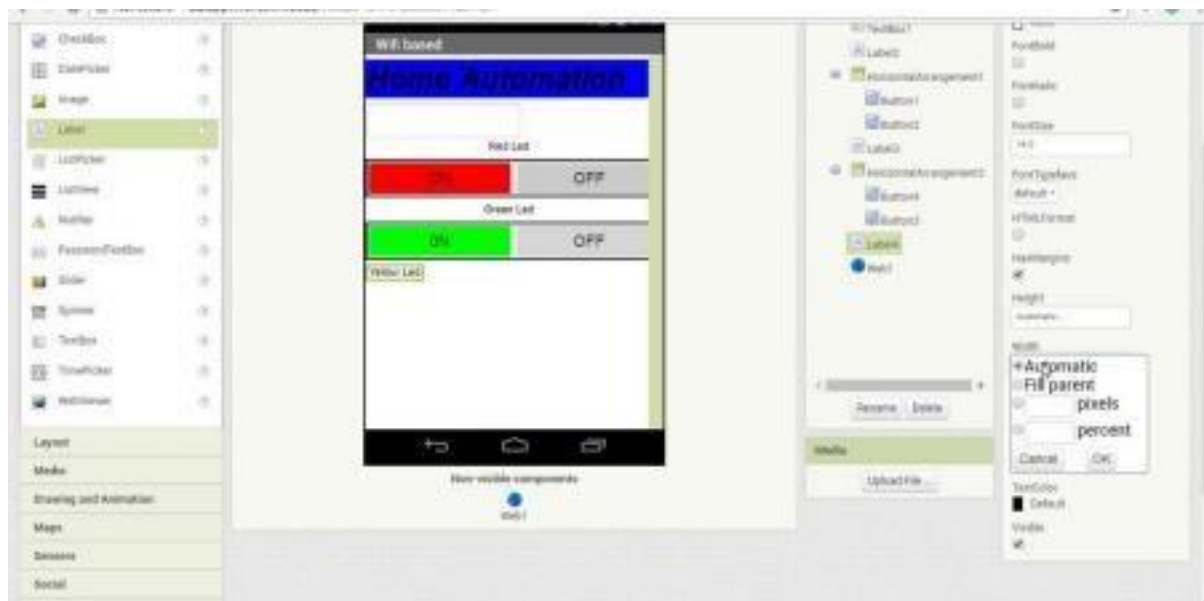 CheckBox
DatePicker
Image
Label
ListPicker
ListView
Notifier
PasswordTextBox
Slider
Spinner
TextBox
TimePicker
WebViewer
Layout
Media
Drawing and Animation
Maps
Sensors
Social
Wifi based
Home Automation
Red Led
ON
OFF
Green Led
ON
OFF
Yellow Led
Non-visible components
Web1
TextBox1
Label2
HorizontalArrangement1
Button1
Button2
Label3
HorizontalArrangement2
Button4
Button3
Label4
Web1
Rename
Delete
Media
Upload File ...
FontBold
FontItalic
FontSize
14.0
FontTypeface
default
HTMLFormat
HasMargins
Height
Automatic...
Width
Automatic
Fill parent
pixels
percent
Cancel
OK
TextColor
Default
Visible